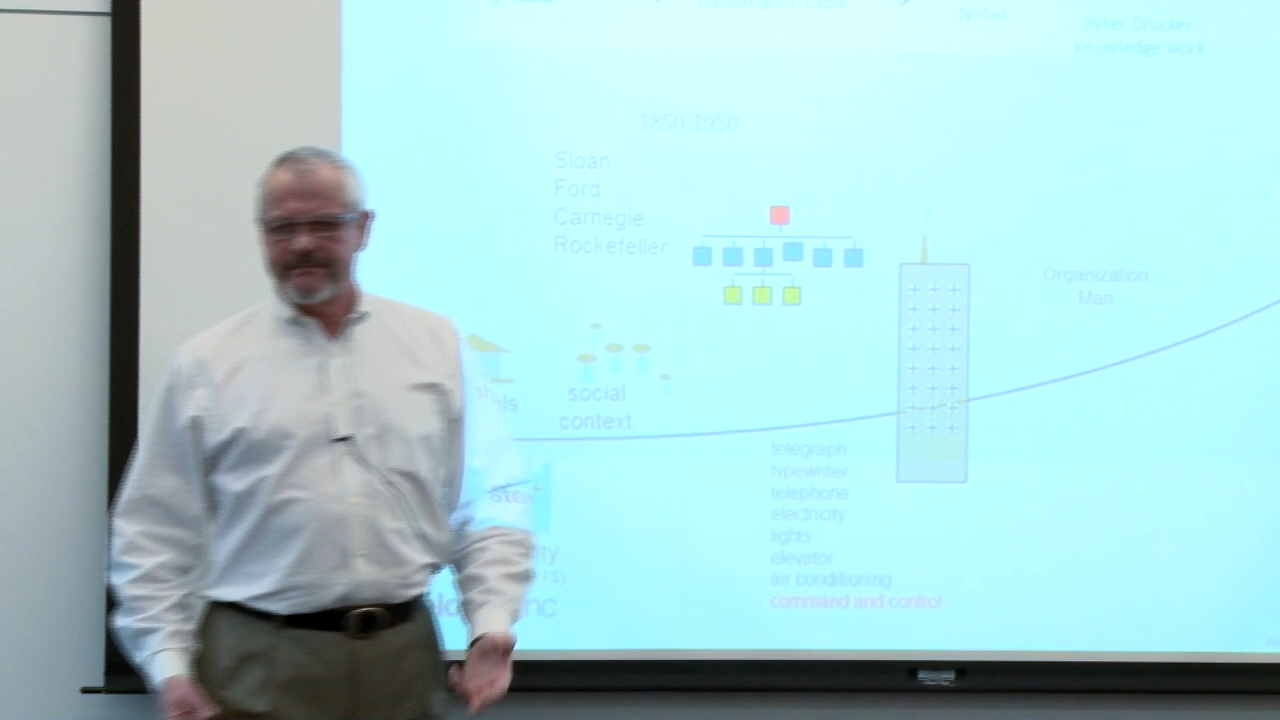 Nobel
Peter Drucker
knowledge work
1850-1950
Sloan
Ford
Carnegie
Rockefeller
Organization
Man
social
context
telegraph
typewriter
telephone
electricity
lights
elevator
air conditioning
command and control